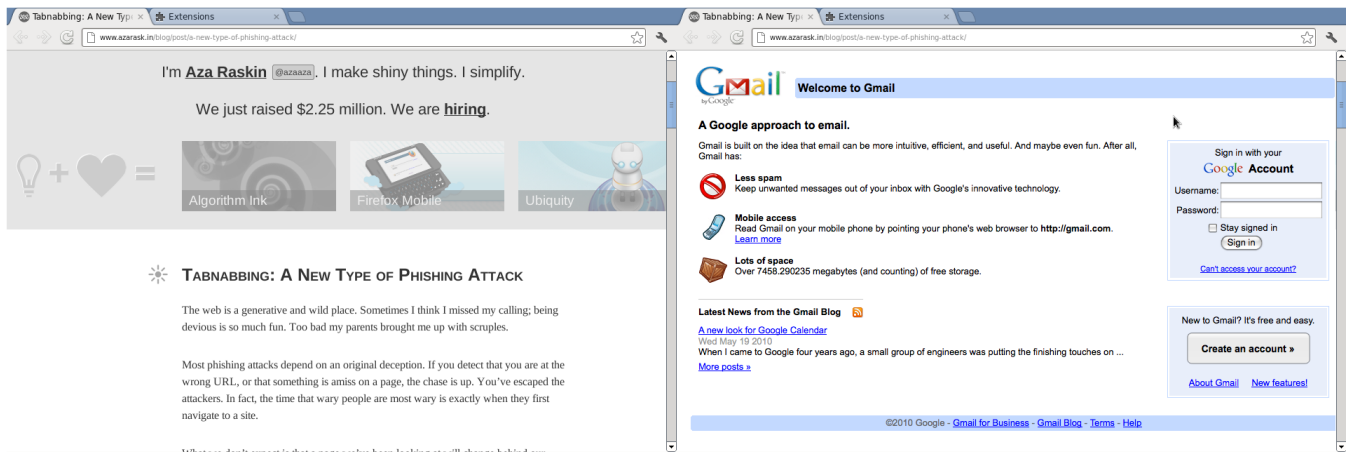 Tabnabbing: A New Typ
Extensions
www.azarask.in/blog/post/a-new-type-of-phishing-attack/
I'm Aza Raskin @azaaza. I make shiny things. I simplify.
We just raised $2.25 million. We are hiring.
Algorithm Ink
Firefox Mobile
Ubiquity
TABNABBING: A NEW TYPE OF PHISHING ATTACK
The web is a generative and wild place. Sometimes I think I missed my calling; being
devious is so much fun. Too bad my parents brought me up with scruples.
Most phishing attacks depend on an original deception. If you detect that you are at the
wrong URL, or that something is amiss on a page, the chase is up. You've escaped the
attackers. In fact, the time that wary people are most wary is exactly when they first
navigate to a site.
Tabnabbing: A New Typ
Extensions
www.azarask.in/blog/post/a-new-type-of-phishing-attack/
Gmail
by Google
Welcome to Gmail
A Google approach to email.
Gmail is built on the idea that email can be more intuitive, efficient, and useful. And maybe even fun. After all,
Gmail has:
Less spam
Keep unwanted messages out of your inbox with Google's innovative technology.
Mobile access
Read Gmail on your mobile phone by pointing your phone's web browser to http://gmail.com.
Learn more
Lots of space
Over 7458.290235 megabytes (and counting) of free storage.
Latest News from the Gmail Blog
A new look for Google Calendar
Wed May 19 2010
When I came to Google four years ago, a small group of engineers was putting the finishing touches on ...
More posts »
Sign in with your
Google Account
Username:
Password:
Stay signed in
Sign in
Can't access your account?
New to Gmail? It's free and easy.
Create an account »
About Gmail New features!
©2010 Google - Gmail for Business - Gmail Blog - Terms - Help